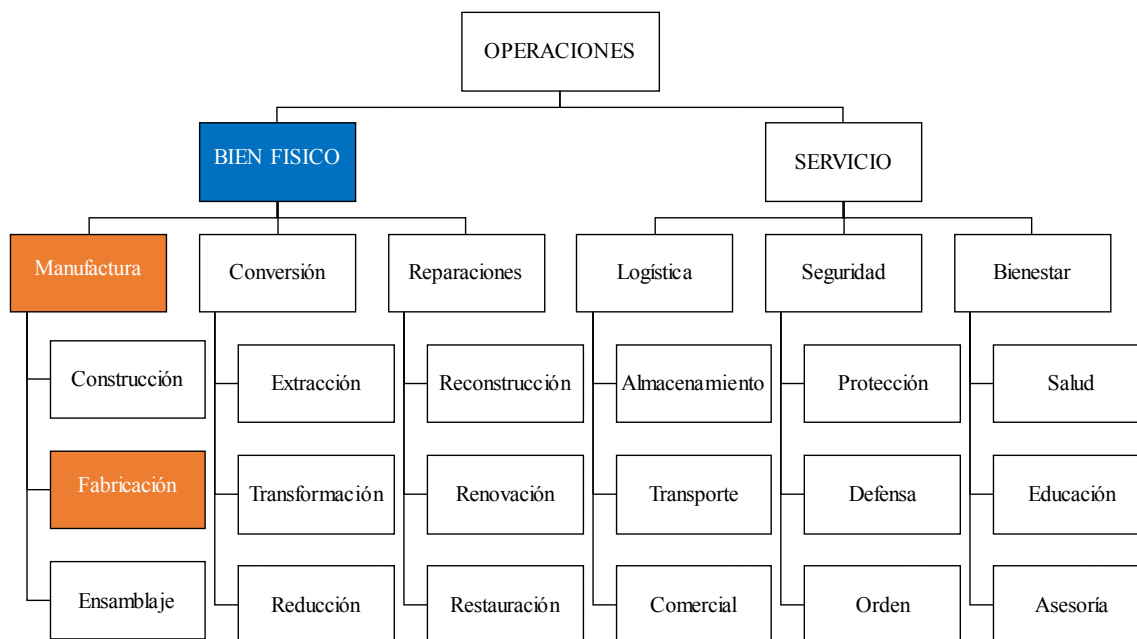 OPERACIONES
BIEN FISICO
SERVICIO
Manufactura
Conversión
Reparaciones
Logística
Seguridad
Bienestar
Construcción
Extracción
Reconstrucción
Almacenamiento
Protección
Salud
Fabricación
Transformación
Renovación
Transporte
Defensa
Educación
Ensamblaje
Reducción
Restauración
Comercial
Orden
Asesoría